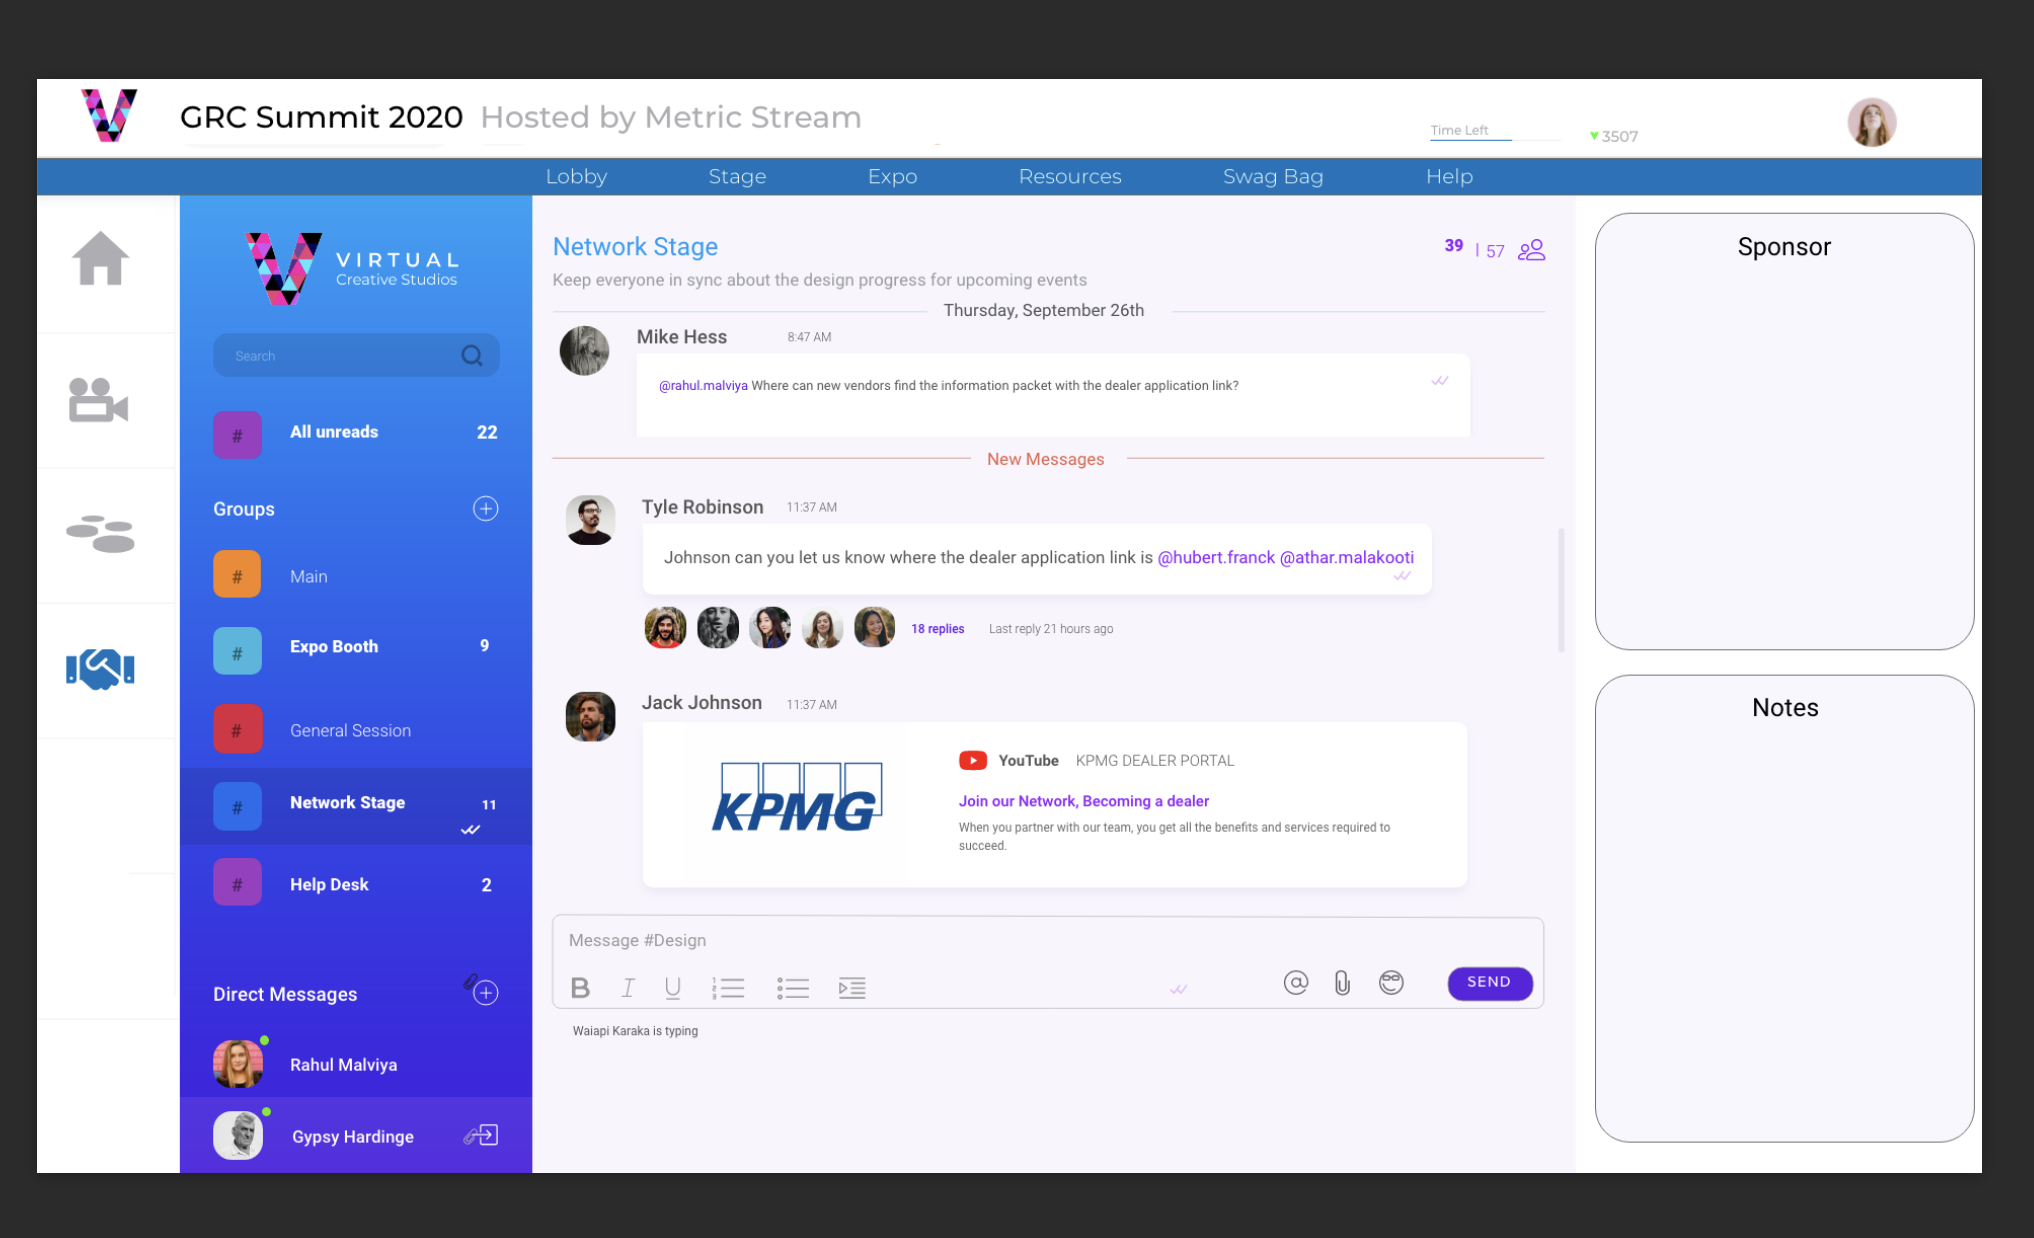 GRC Summit 2020 Hosted by Metric Stream
Time Left
3507
Lobby Stage Expo Resources Swag Bag Help
VIRTUAL
Creative Studios
Search
# All unreads 22
Groups
# Main
# Expo Booth 9
# General Session
# Network Stage 11
# Help Desk 2
Direct Messages
Rahul Malviya
Gypsy Hardinge
Network Stage
39 | 57
Keep everyone in sync about the design progress for upcoming events
Thursday, September 26th
Mike Hess 8:47 AM
@rahul.malviya Where can new vendors find the information packet with the dealer application link?
New Messages
Tyle Robinson 11:37 AM
Johnson can you let us know where the dealer application link is @hubert.franck @athar.malakooti
18 replies Last reply 21 hours ago
Jack Johnson 11:37 AM
KPMG
YouTube KPMG DEALER PORTAL
Join our Network, Becoming a dealer
When you partner with our team, you get all the benefits and services required to
succeed.
Message #Design
B I U
SEND
Waiapi Karaka is typing
Sponsor
Notes